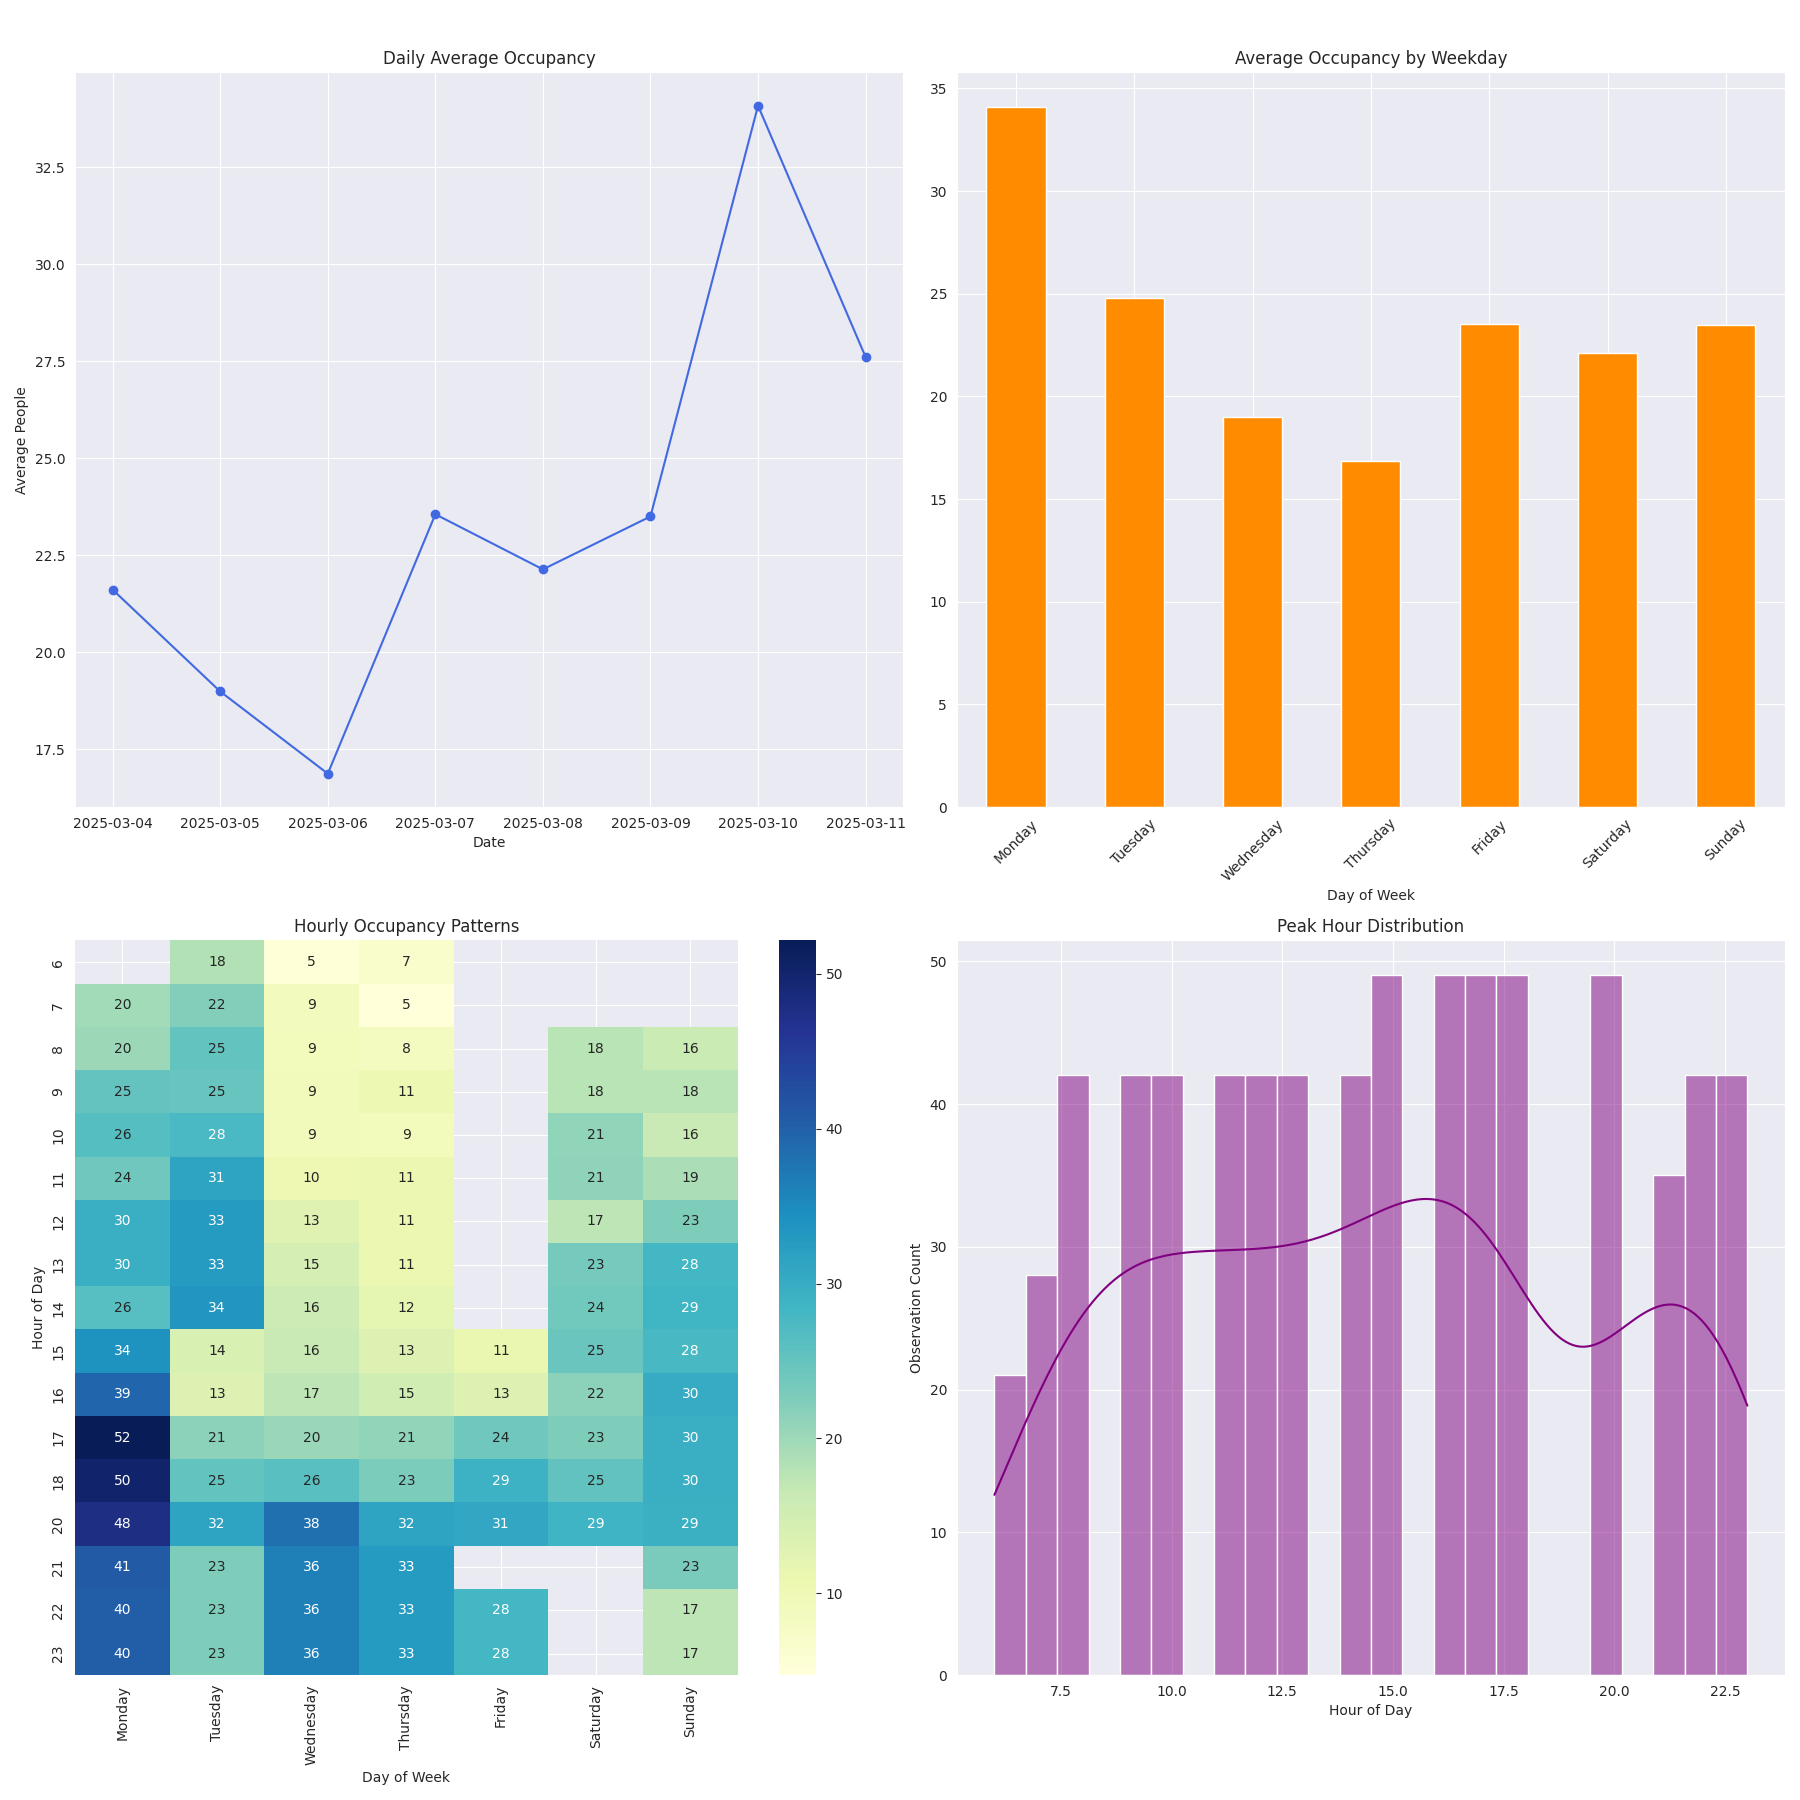 Daily Average Occupancy
Average People
32.5
30.0
27.5
25.0
22.5
20.0
17.5
2025-03-04 2025-03-05 2025-03-06 2025-03-07 2025-03-08 2025-03-09 2025-03-10 2025-03-11
Date
Average Occupancy by Weekday
35
30
25
20
15
10
5
0
Monday Tuesday Wednesday Thursday Friday Saturday Sunday
Day of Week
Hourly Occupancy Patterns
Hour of Day
6 18 5 7
7 20 22 9 5
8 20 25 9 8 18 16
9 25 25 9 11 18 18
10 26 28 9 9 21 16
11 24 31 10 11 21 19
12 30 33 13 11 17 23
13 30 33 15 11 23 28
14 26 34 16 12 24 29
15 34 14 16 13 11 25 28
16 39 13 17 15 13 22 30
17 52 21 20 21 24 23 30
18 50 25 26 23 29 25 30
20 48 32 38 32 31 29 29
21 41 23 36 33 23
22 40 23 36 33 28 17
23 40 23 36 33 28 17
Monday Tuesday Wednesday Thursday Friday Saturday Sunday
Day of Week
50
40
30
20
10
Peak Hour Distribution
Observation Count
50
40
30
20
10
0
7.5 10.0 12.5 15.0 17.5 20.0 22.5
Hour of Day